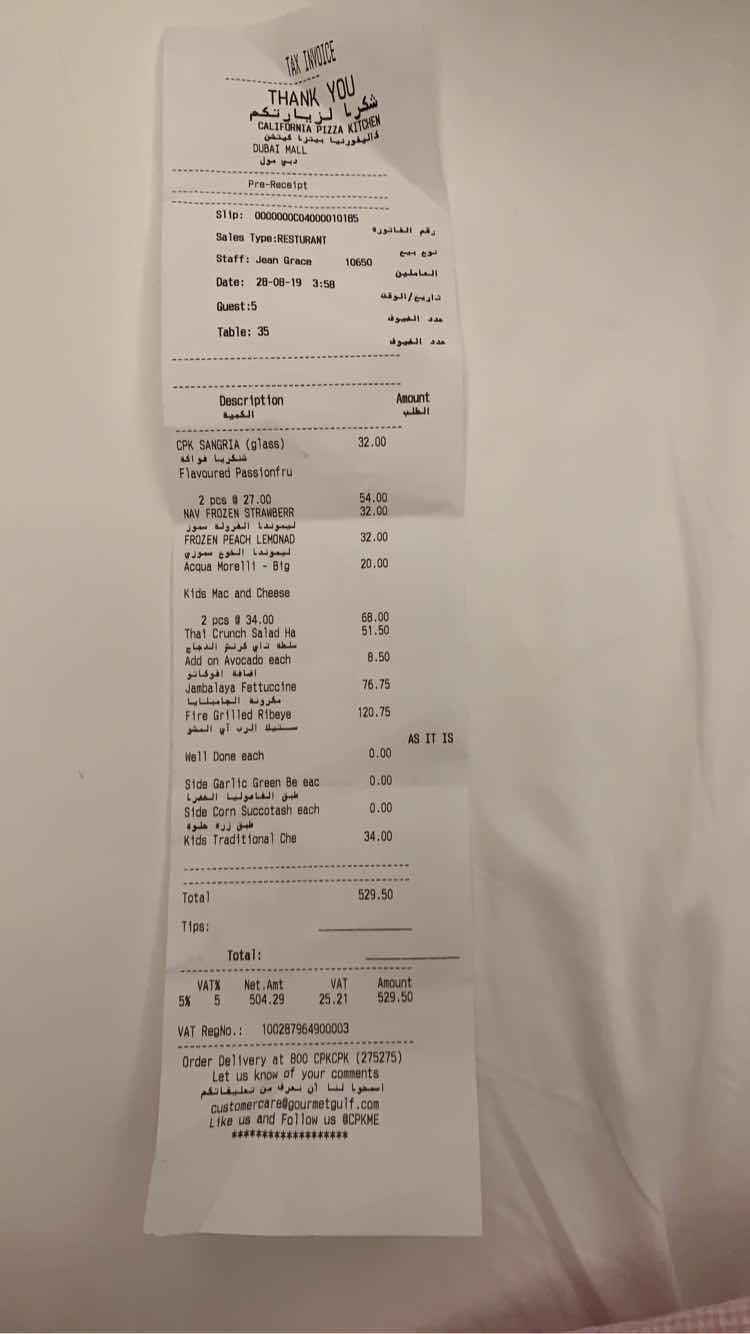 TAX INVOICE
THANK YOU
شكرا لزيارتكم
CALIFORNIA PIZZA KITCHEN
كاليفورنيا بيتزا كيتشن
DUBAI MALL
دبي مول
Pre-Receipt
Slip: 0000000C04000010185 رقم الفاتورة
Sales Type:RESTURANT نوع بيع
Staff: Jean Grace 10650 العاملين
Date: 28-08-19 3:58 تاريخ/الوقت
Guest:5 عدد الضيوف
Table: 35 عدد الضيوف
Description Amount
الكمية الطلب
CPK SANGRIA (glass) 32.00
شنكريا فواكة
Flavoured Passionfru
2 pcs @ 27.00 54.00
NAV FROZEN STRAWBERR 32.00
ليموندا الفرولة سموز
FROZEN PEACH LEMONAD 32.00
ليموندا الخوخ سموزي
Acqua Morelli - Big 20.00
Kids Mac and Cheese
2 pcs @ 34.00 68.00
Thai Crunch Salad Ha 51.50
سلطة تاي كرنش الدجاج
Add on Avocado each 8.50
اضافة افوكاتو
Jambalaya Fettuccine 76.75
مكرونة الجامبلايا
Fire Grilled Ribeye 120.75
ستيك الرب آي المشو
AS IT IS
Well Done each 0.00
Side Garlic Green Be eac 0.00
طبق الفاصوليا الخضرا
Side Corn Succotash each 0.00
طبق زرة حلوة
Kids Traditional Che 34.00
Total 529.50
Tips:
Total:
VAT% Net.Amt VAT Amount
5% 5 504.29 25.21 529.50
VAT RegNo.: 100287964900003
Order Delivery at 800 CPKCPK (275275)
Let us know of your comments
اسمحوا لنا أن نعرف من تعليقاتكم
customercare@gourmetgulf.com
Like us and Follow us @CPKME
*******************